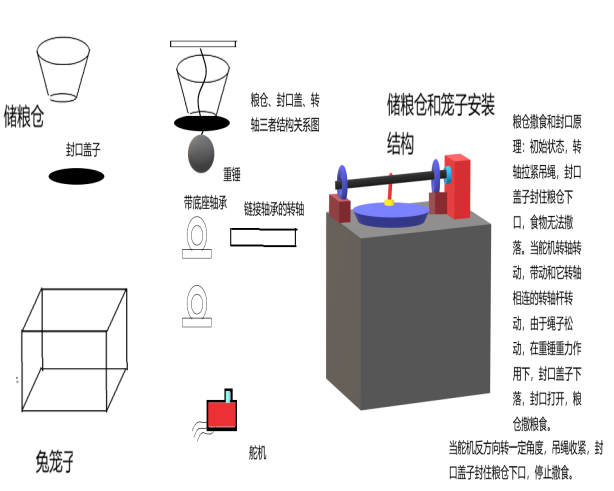 储粮仓
封口盖子
粮仓、封口盖、转
轴三者结构关系图
重锤
带底座轴承
链接轴承的转轴
兔笼子
舵机
储粮仓和笼子安装
结构
粮仓撒食和封口原
理：初始状态，转
轴拉紧吊绳，封口
盖子封住粮仓下
口，食物无法撒
落。当舵机转轴转
动，带动和它转轴
相连的转轴杆转
动，由于绳子松
动，在重锤重力作
用下，封口盖子下
落，封口打开，粮
仓撒粮食。
当舵机反方向转一定角度，吊绳收紧，封
口盖子封住粮仓下口，停止撒食。